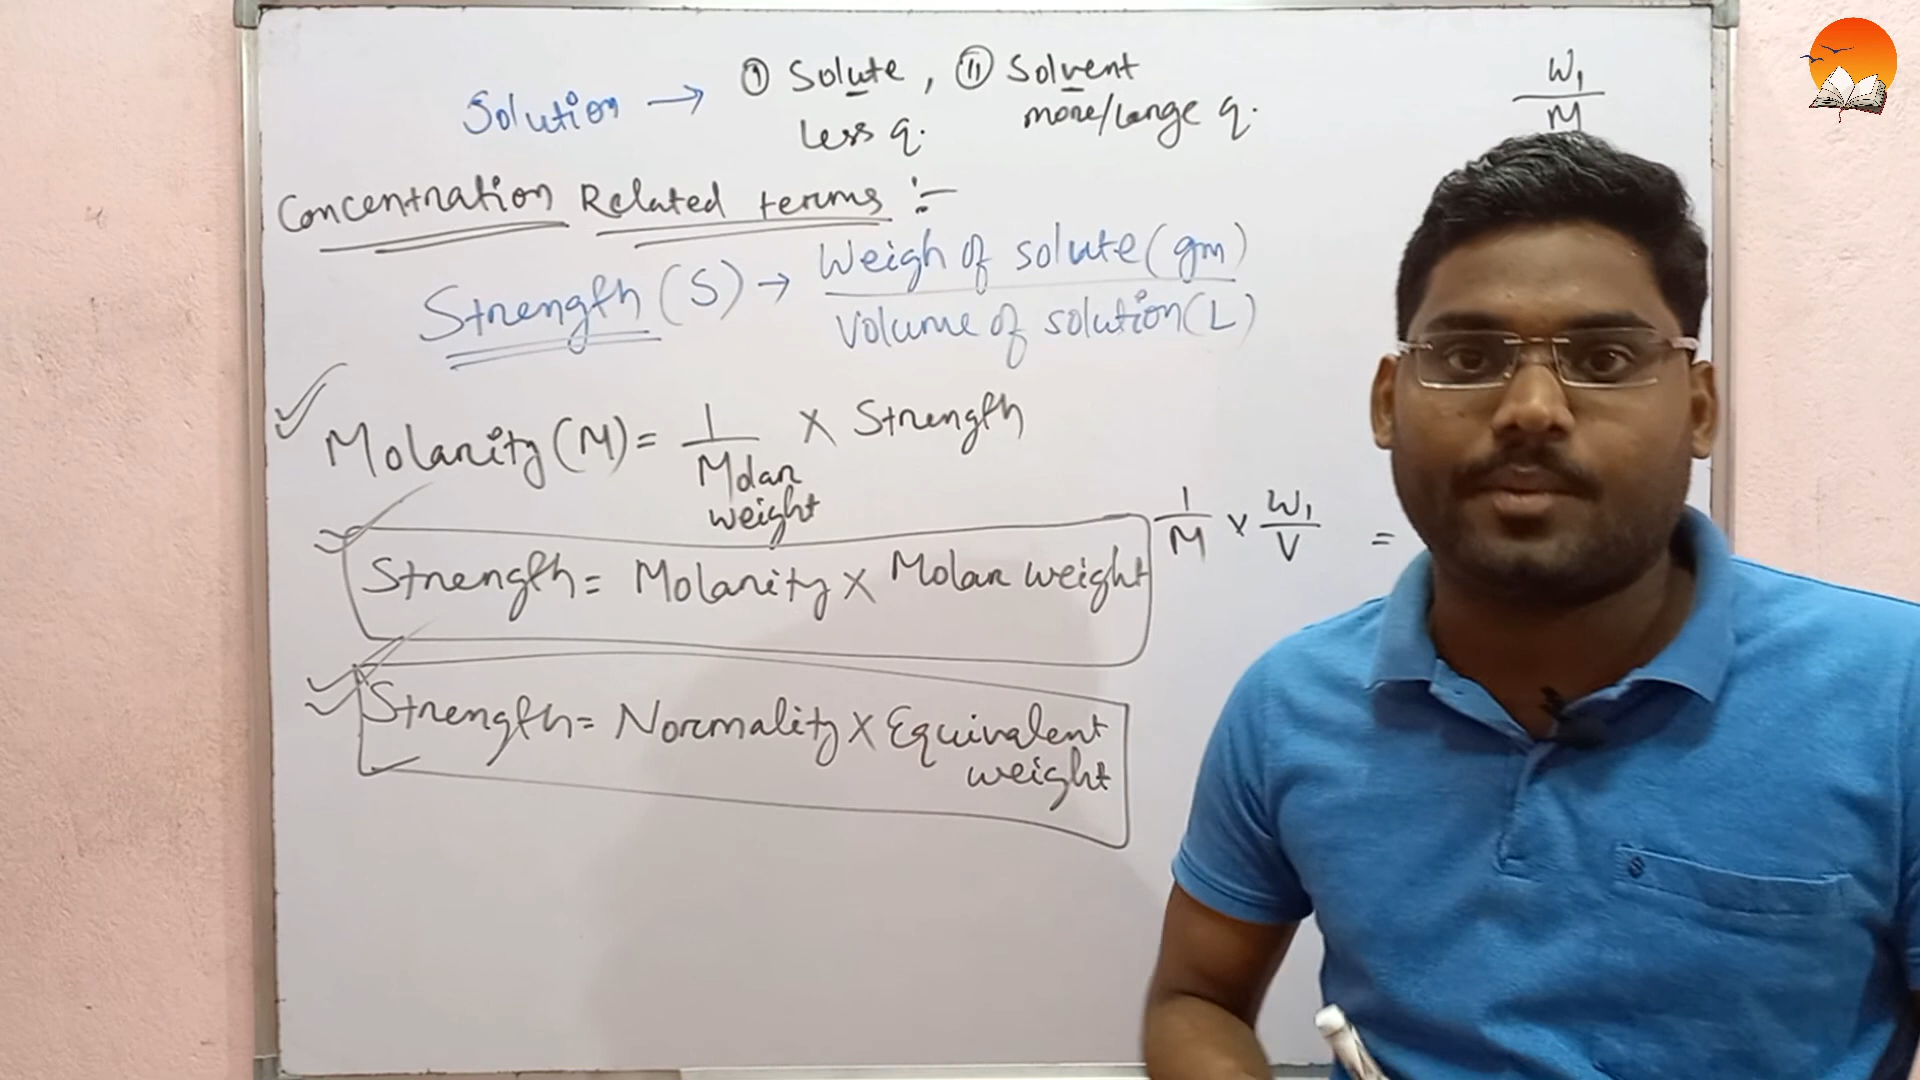 Solution → ① Solute, ② Solvent
less q. more/large q.
W₁
M
Concentration Related terms :-
Strength (S) → Weigh of solute (gm)
Volume of solution (L)
Molarity (M) = 1 × Strength
Molar
weight
1 × W₁ =
M V
Strength = Molarity × Molar weight
Strength = Normality × Equivalent
weight